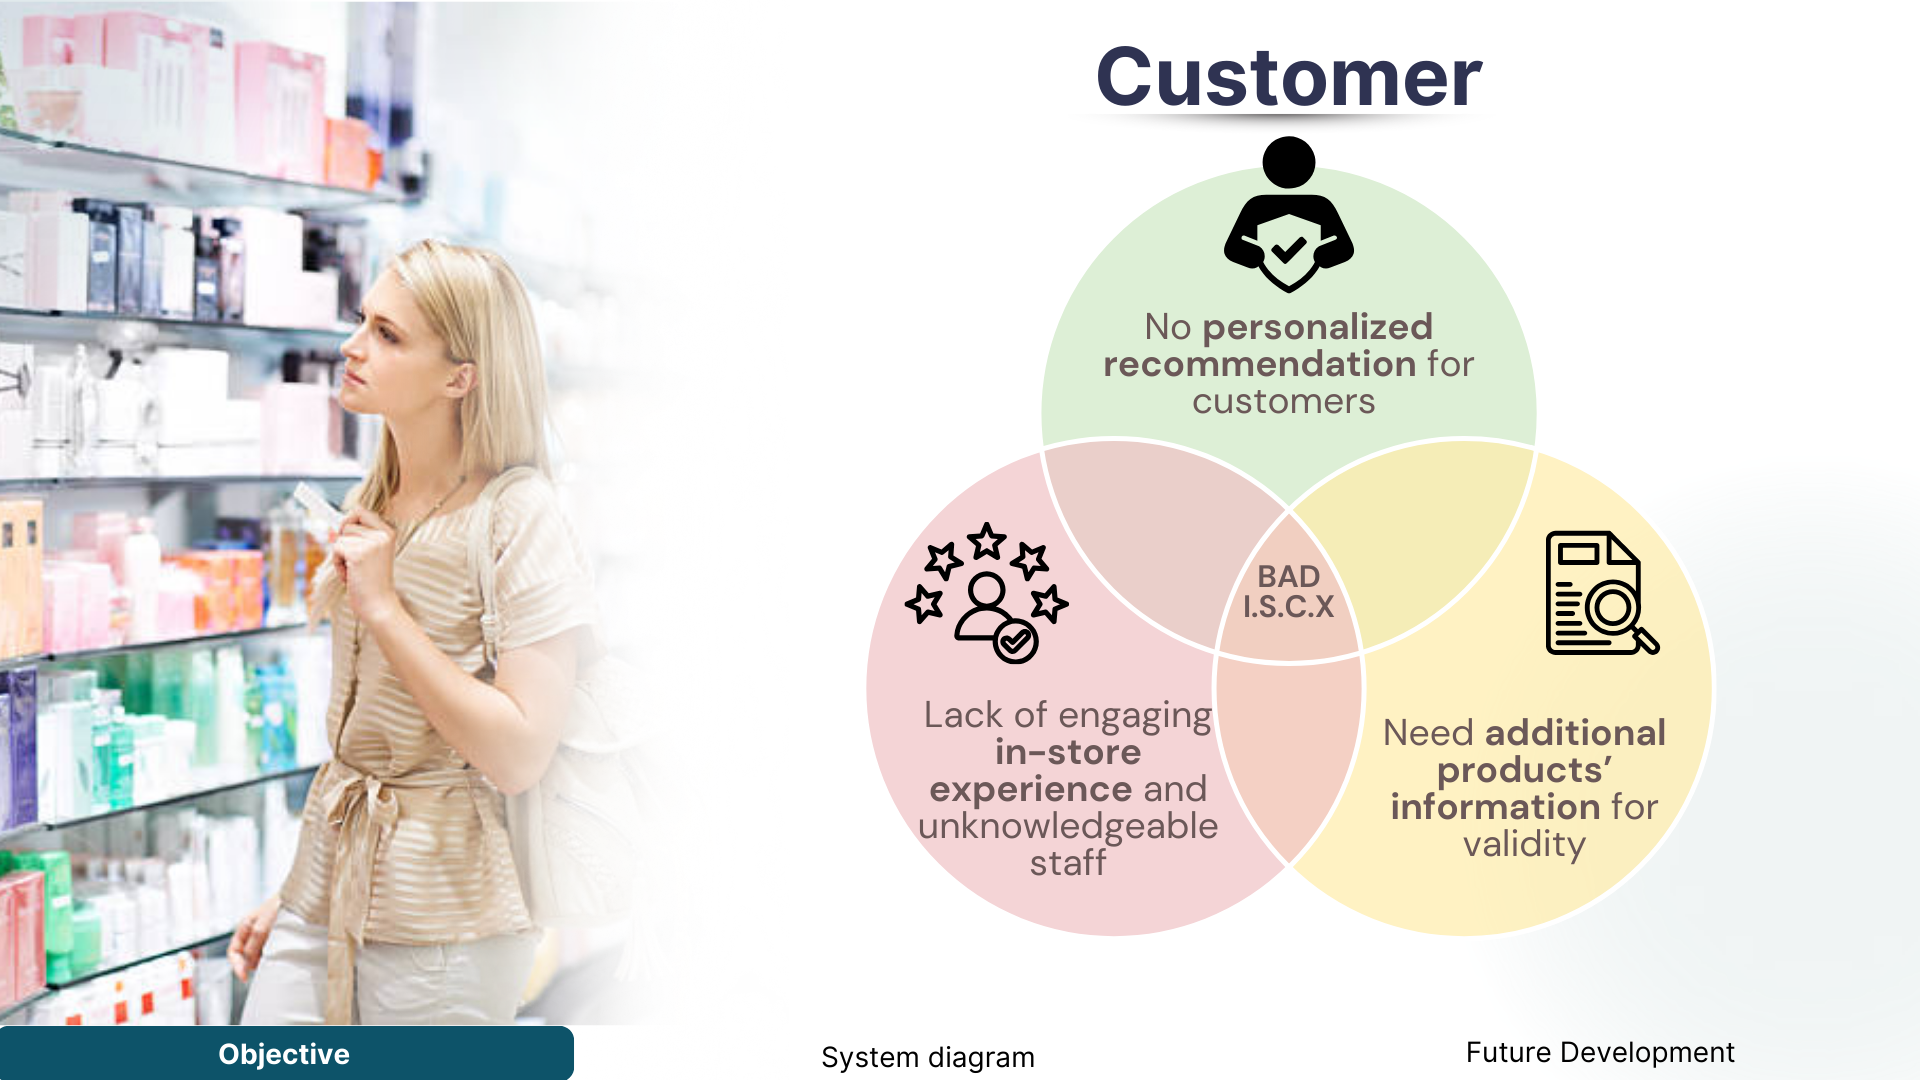 Customer
No personalized
recommendation for
customers
BAD
I.S.C.X
Lack of engaging
in-store
experience and
unknowledgeable
staff
Need additional
products’
information for
validity
Objective
System diagram
Future Development